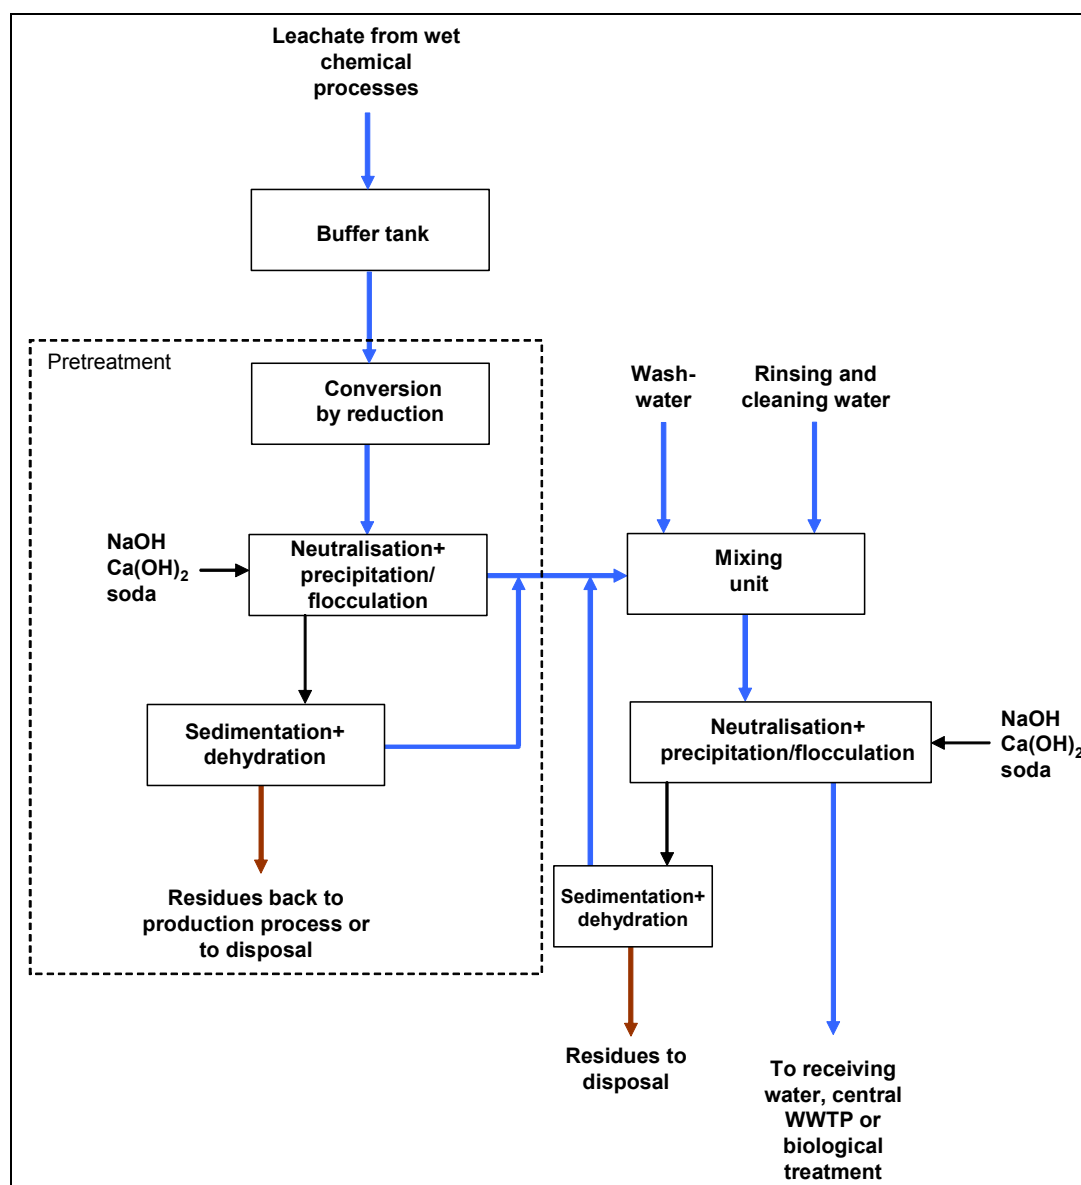 Leachate from wet
chemical
processes
Buffer tank
Pretreatment
Conversion
by reduction
Wash-
water
Rinsing and
cleaning water
NaOH
Ca(OH)2
soda
Neutralisation+
precipitation/
flocculation
Mixing
unit
Sedimentation+
dehydration
Neutralisation+
precipitation/flocculation
NaOH
Ca(OH)2
soda
Residues back to
production process or
to disposal
Sedimentation+
dehydration
Residues to
disposal
To receiving
water, central
WWTP or
biological
treatment